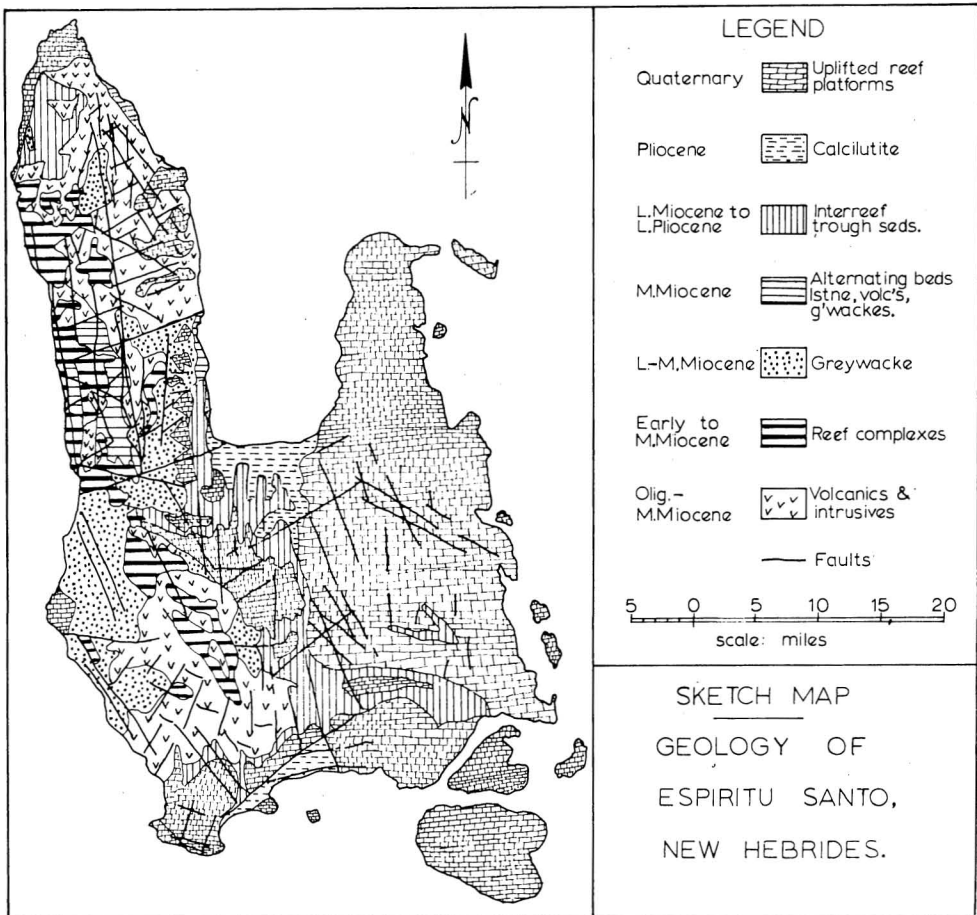 N
LEGEND
Quaternary
Uplifted reef
platforms
Pliocene
Calcilutite
L.Miocene to
L.Pliocene
Interreef
trough seds.
M.Miocene
Alternating beds
lstne, volc's,
g'wackes.
L.-M.Miocene
Greywacke
Early to
M.Miocene
Reef complexes
Olig.-
M.Miocene
Volcanics &
intrusives
Faults
5 0 5 10 15 20
scale: miles
SKETCH MAP
GEOLOGY OF
ESPIRITU SANTO,
NEW HEBRIDES.